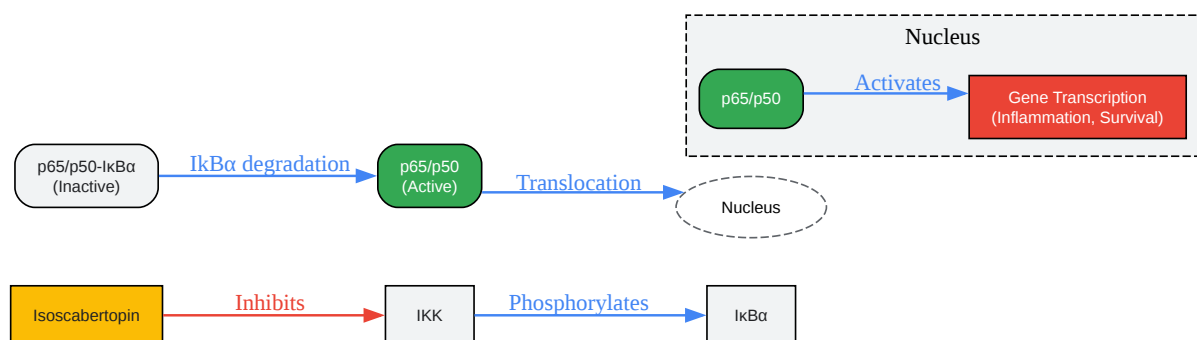 Nucleus
p65/p50
Activates
Gene Transcription
(Inflammation, Survival)
p65/p50-IκBα
(Inactive)
IkBα degradation
p65/p50
(Active)
Translocation
Nucleus
Isoscabertopin
Inhibits
IKK
Phosphorylates
IκBα